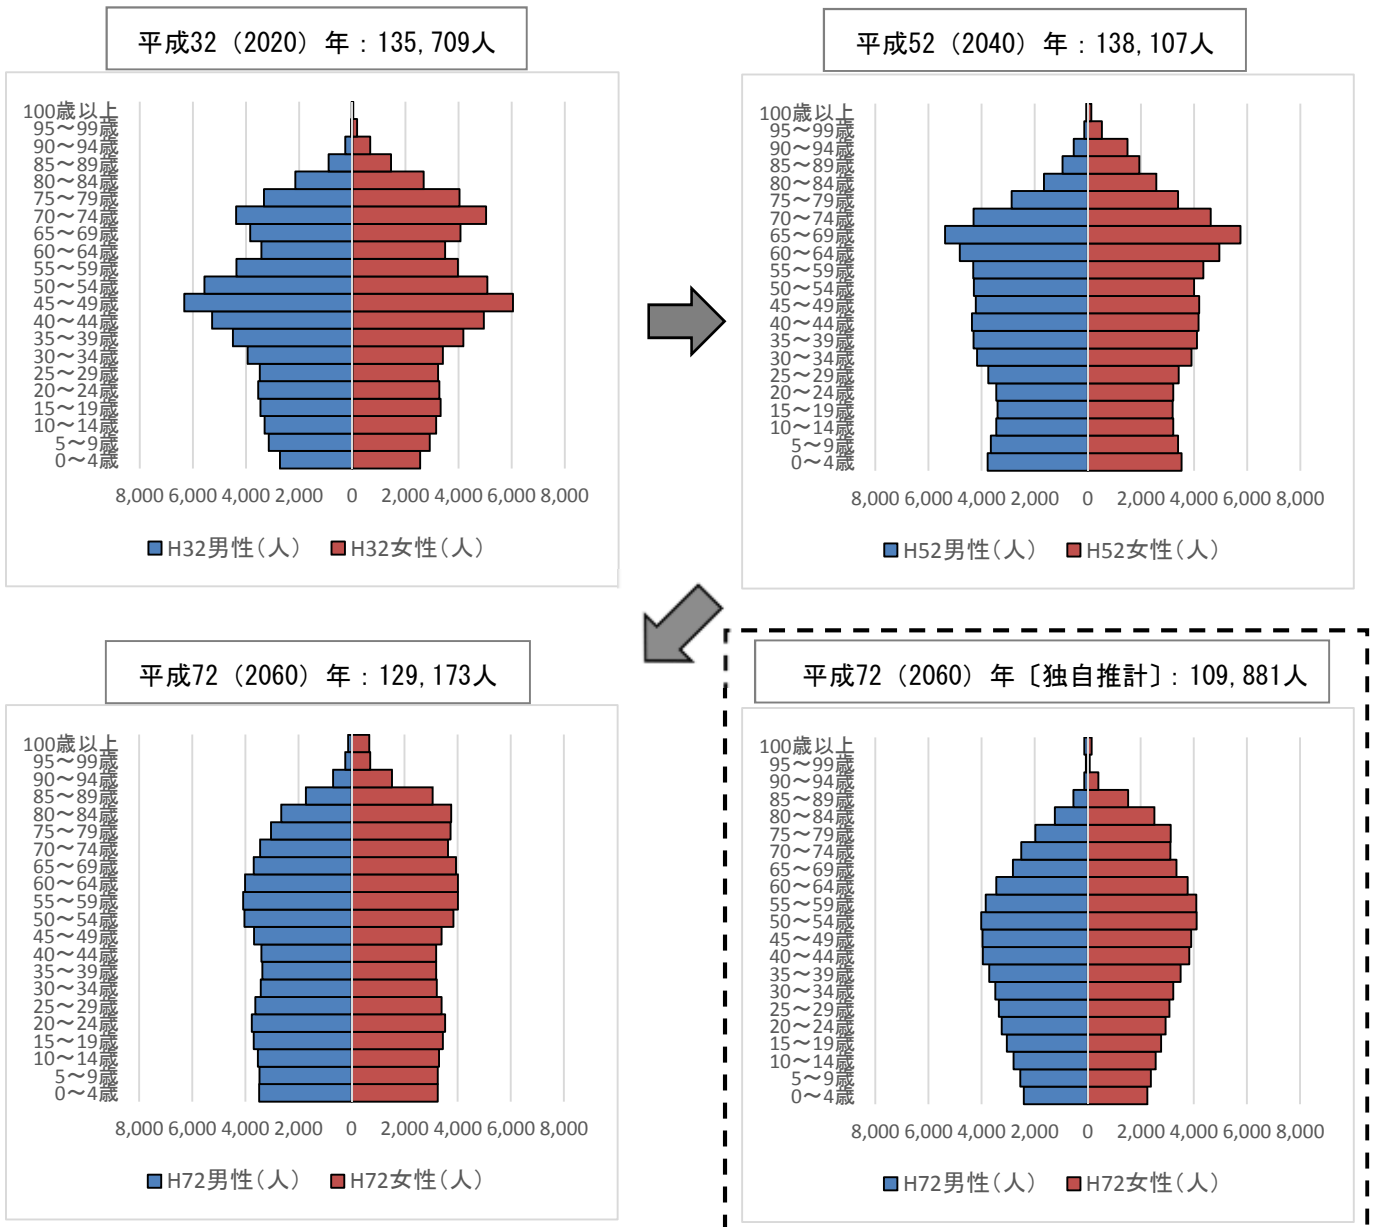 平成32（2020）年：135,709人
100歳以上
95～99歳
90～94歳
85～89歳
80～84歳
75～79歳
70～74歳
65～69歳
60～64歳
55～59歳
50～54歳
45～49歳
40～44歳
35～39歳
30～34歳
25～29歳
20～24歳
15～19歳
10～14歳
5～9歳
0～4歳
8,000 6,000 4,000 2,000 0 2,000 4,000 6,000 8,000
H32男性（人） H32女性（人）
平成52（2040）年：138,107人
100歳以上
95～99歳
90～94歳
85～89歳
80～84歳
75～79歳
70～74歳
65～69歳
60～64歳
55～59歳
50～54歳
45～49歳
40～44歳
35～39歳
30～34歳
25～29歳
20～24歳
15～19歳
10～14歳
5～9歳
0～4歳
8,000 6,000 4,000 2,000 0 2,000 4,000 6,000 8,000
H52男性（人） H52女性（人）
平成72（2060）年：129,173人
100歳以上
95～99歳
90～94歳
85～89歳
80～84歳
75～79歳
70～74歳
65～69歳
60～64歳
55～59歳
50～54歳
45～49歳
40～44歳
35～39歳
30～34歳
25～29歳
20～24歳
15～19歳
10～14歳
5～9歳
0～4歳
8,000 6,000 4,000 2,000 0 2,000 4,000 6,000 8,000
H72男性（人） H72女性（人）
平成72（2060）年〔独自推計〕：109,881人
100歳以上
95～99歳
90～94歳
85～89歳
80～84歳
75～79歳
70～74歳
65～69歳
60～64歳
55～59歳
50～54歳
45～49歳
40～44歳
35～39歳
30～34歳
25～29歳
20～24歳
15～19歳
10～14歳
5～9歳
0～4歳
8,000 6,000 4,000 2,000 0 2,000 4,000 6,000 8,000
H72男性（人） H72女性（人）